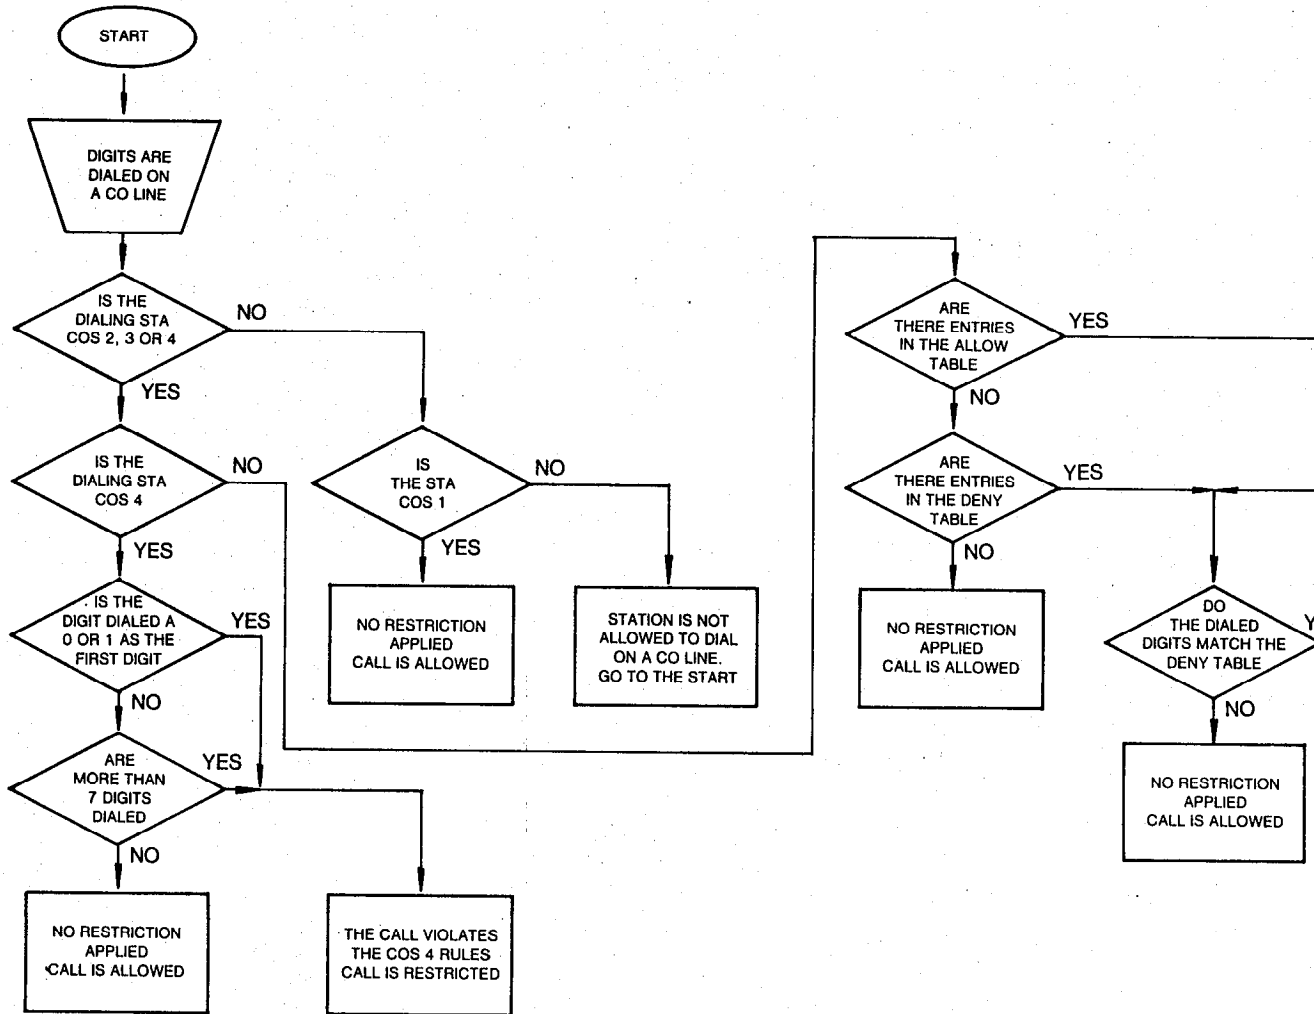 START
DIGITS ARE
DIALED ON
A CO LINE
IS THE
DIALING STA
COS 2, 3 OR 4
NO
YES
IS THE
DIALING STA
COS 4
NO
YES
IS
THE STA
COS 1
NO
YES
IS THE
DIGIT DIALED A
0 OR 1 AS THE
FIRST DIGIT
YES
NO
NO RESTRICTION
APPLIED
CALL IS ALLOWED
STATION IS NOT
ALLOWED TO DIAL
ON A CO LINE.
GO TO THE START
ARE
MORE THAN
7 DIGITS
DIALED
YES
NO
NO RESTRICTION
APPLIED
CALL IS ALLOWED
THE CALL VIOLATES
THE COS 4 RULES
CALL IS RESTRICTED
ARE
THERE ENTRIES
IN THE ALLOW
TABLE
YES
NO
ARE
THERE ENTRIES
IN THE DENY
TABLE
YES
NO
NO RESTRICTION
APPLIED
CALL IS ALLOWED
DO
THE DIALED
DIGITS MATCH THE
DENY TABLE
Y
NO
NO RESTRICTION
APPLIED
CALL IS ALLOWED